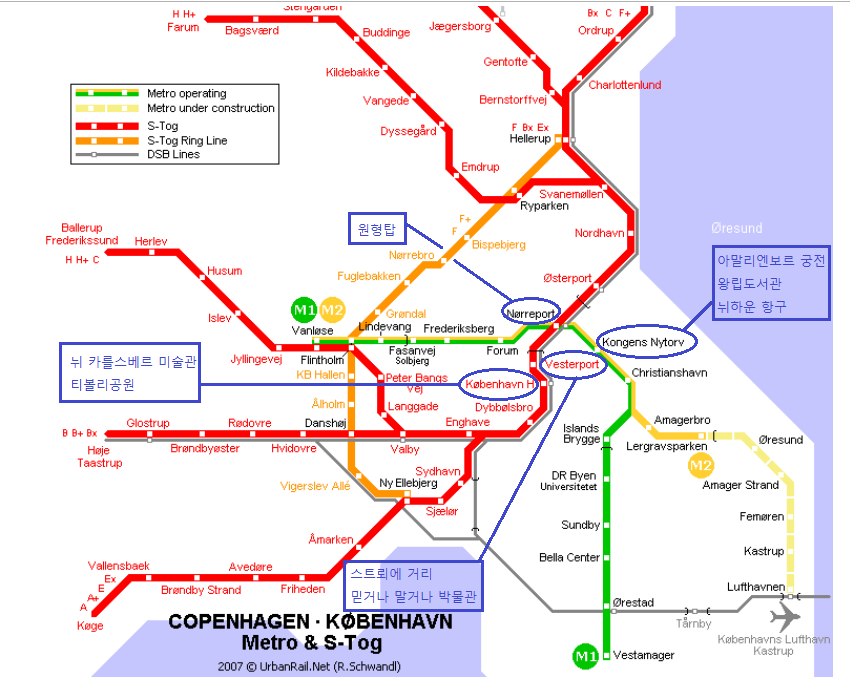 Stengården
H H+
Farum
Bagsværd
Buddinge
Kildebakke
Vangede
Dyssegård
Emdrup
Jægersborg
Gentofte
Bernstorffvej
Bx C F+
Ordrup
Charlottenlund
F Bx Ex
Hellerup
Metro operating
Metro under construction
S-Tog
S-Tog Ring Line
DSB Lines
Svanemøllen
Ryparken
Nordhavn
Øresund
원형탑
F+
F
Bispebjerg
Nørrebro
Fuglebakken
Grøndal
Østerport
아말리엔보르 궁전
왕립도서관
뉘하운 항구
Ballerup
Frederikssund
H H+ C
Herlev
Husum
Islev
Jyllingevej
M1 M2
Vanløse
Flintholm
Lindevang
Fasanvej
Solbjerg
Frederiksberg
Forum
Nørreport
Kongens Nytorv
Vesterport
Christianshavn
København H
Dybbølsbro
뉘 카를스베르 미술관
티볼리공원
KB Hallen
Peter Bangs
Vej
Ålholm
Langgade
Danshøj
Enghave
B B+ Bx
Høje
Taastrup
Glostrup
Brøndbyøster
Rødovre
Hvidovre
Valby
Islands
Brygge
Amagerbro
Lergravsparken
M2
Øresund
Amager Strand
Femøren
Kastrup
Lufthavnen
Københavns Lufthavn
Kastrup
DR Byen
Universitetet
Sundby
Bella Center
Ørestad
Tårnby
M1
Vestamager
Vigerslev Allé
Ny Ellebjerg
Sydhavn
Sjælør
Åmarken
Vallensbaek
Ex
E
A+
A
Køge
Brøndby Strand
Avedøre
Friheden
스트뢰에 거리
믿거나 말거나 박물관
COPENHAGEN · KØBENHAVN
Metro & S-Tog
2007 © UrbanRail.Net (R.Schwandl)